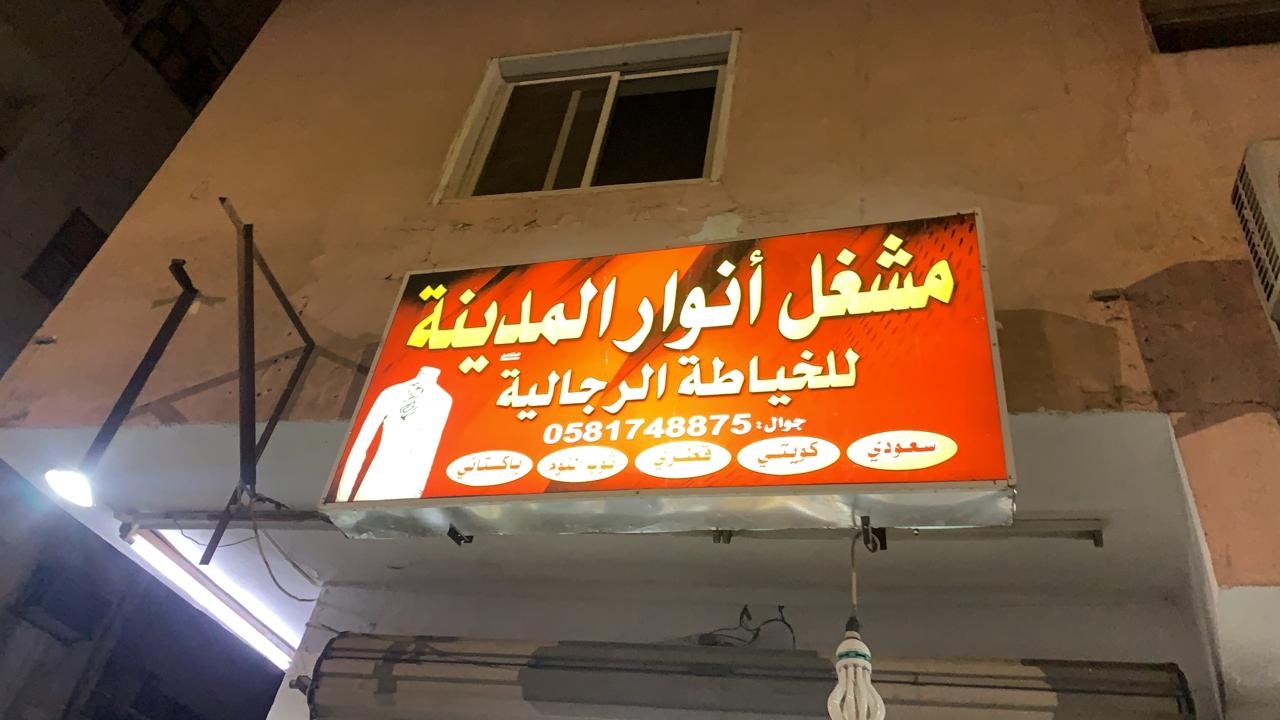 مشغل أنوار المدينة
للخياطة الرجالية
جوال: 0581748875
سعودي كويتي قطري ثوب النوم باكستاني